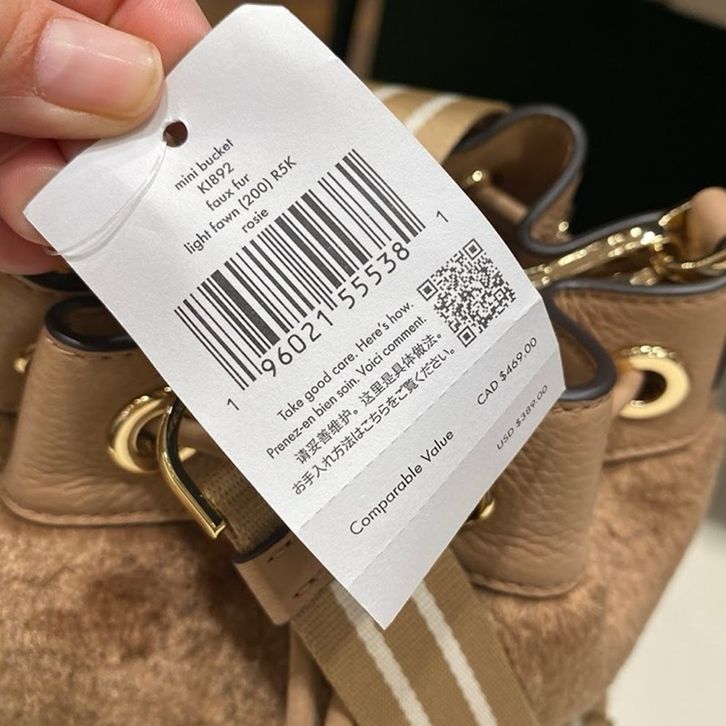 mini bucket
KI892
faux fur
light fawn (200) R5K
rosie
1 96021 55538 1
Take good care. Here's how.
Prenez-en bien soin. Voici comment.
请妥善维护。这里是具体做法。
お手入れ方法はこちらをご覧ください。
Comparable Value CAD $469.00
USD $389.00